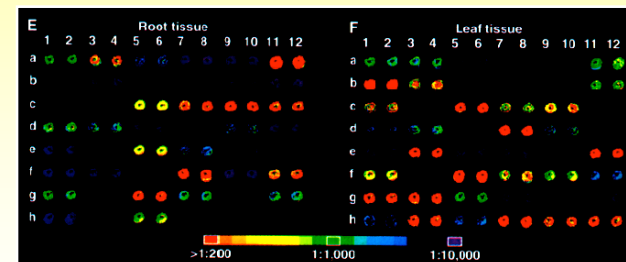 E Root tissue
1 2 3 4 5 6 7 8 9 10 11 12
a
b
c
d
e
f
g
h
F Leaf tissue
1 2 3 4 5 6 7 8 9 10 11 12
a
b
c
d
e
f
g
h
>1:200 1:1.000 1:10,000